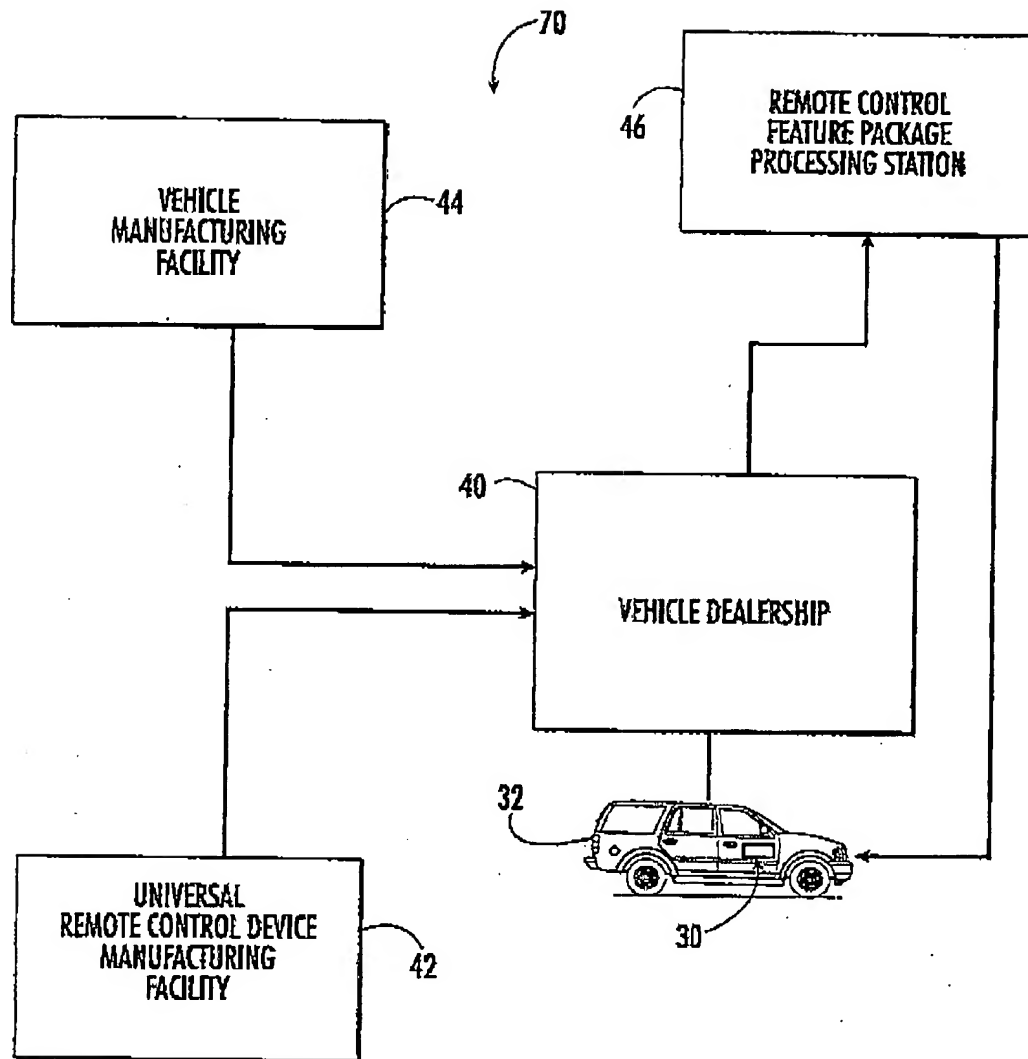 70
46
REMOTE CONTROL
FEATURE PACKAGE
PROCESSING STATION
VEHICLE
MANUFACTURING
FACILITY
44
40
VEHICLE DEALERSHIP
32
30
UNIVERSAL
REMOTE CONTROL DEVICE
MANUFACTURING
FACILITY
42